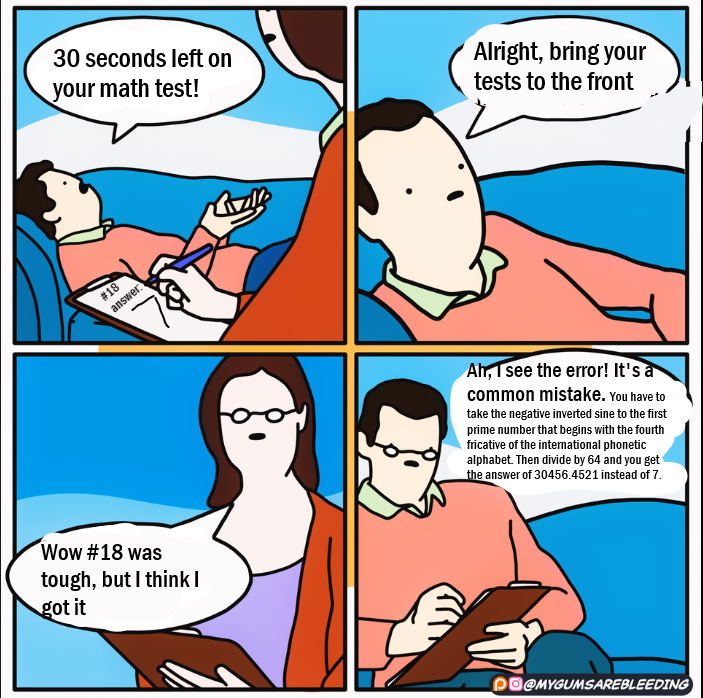 30 seconds left on
your math test!
#18
answer:
Alright, bring your
tests to the front
Wow #18 was
tough, but I think I
got it
Ah, I see the error! It's a
common mistake. You have to
take the negative inverted sine to the first
prime number that begins with the fourth
fricative of the international phonetic
alphabet. Then divide by 64 and you get
the answer of 30456.4521 instead of 7.
@MYGUMSAREBLEEDING